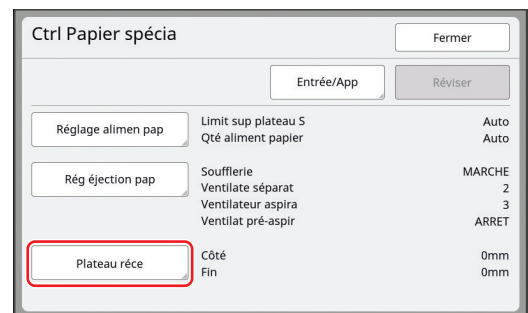 Ctrl Papier spécia
Fermer
Entrée/App
Réviser
Réglage alimen pap
Limit sup plateau S Auto
Qté aliment papier Auto
Rég éjection pap
Soufflerie MARCHE
Ventilate séparat 2
Ventilateur aspira 3
Ventilat pré-aspir ARRET
Plateau réce
Côté 0mm
Fin 0mm